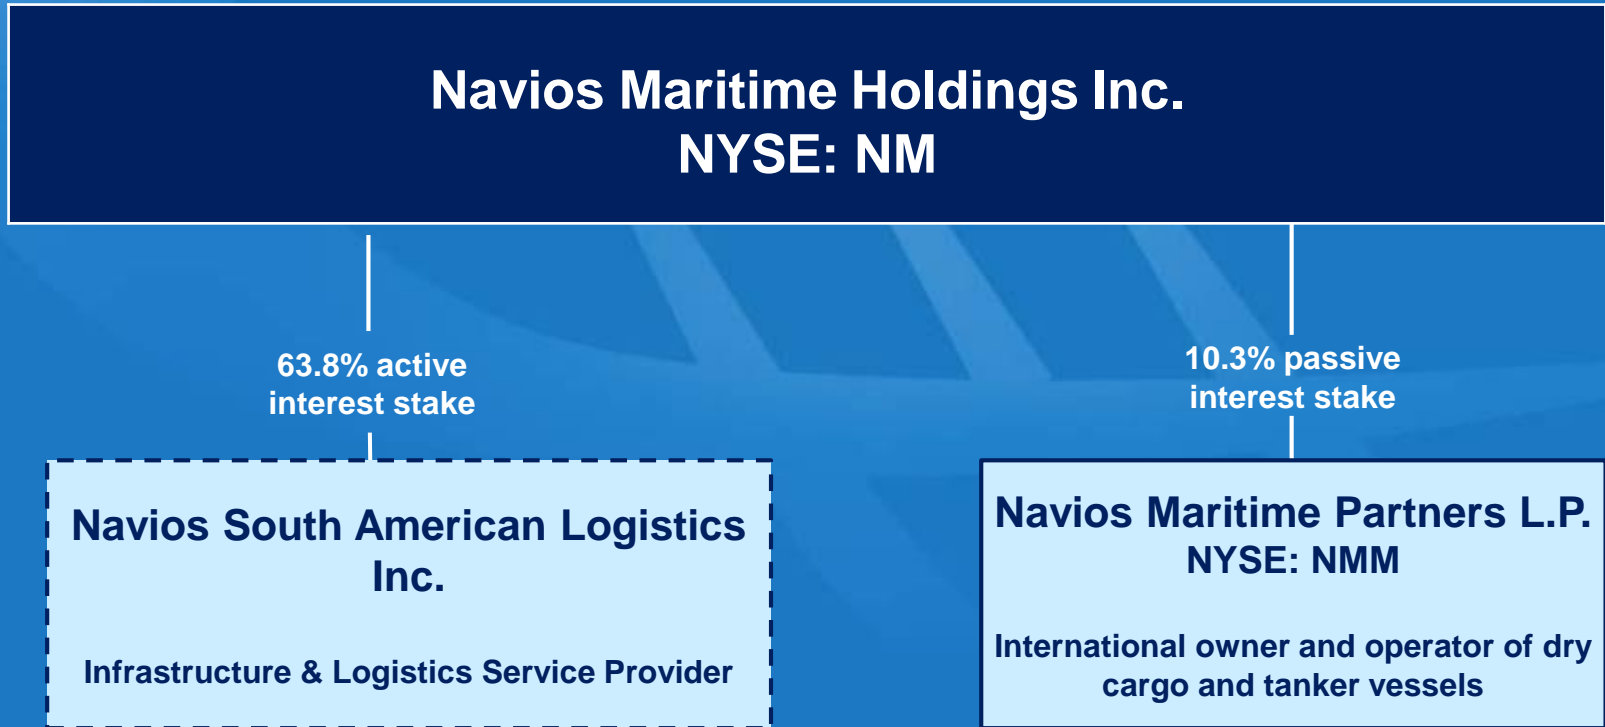 Navios Maritime Holdings Inc.
NYSE: NM
63.8% active
interest stake
10.3% passive
interest stake
Navios South American Logistics
Inc.
Infrastructure & Logistics Service Provider
Navios Maritime Partners L.P.
NYSE: NMM
International owner and operator of dry
cargo and tanker vessels